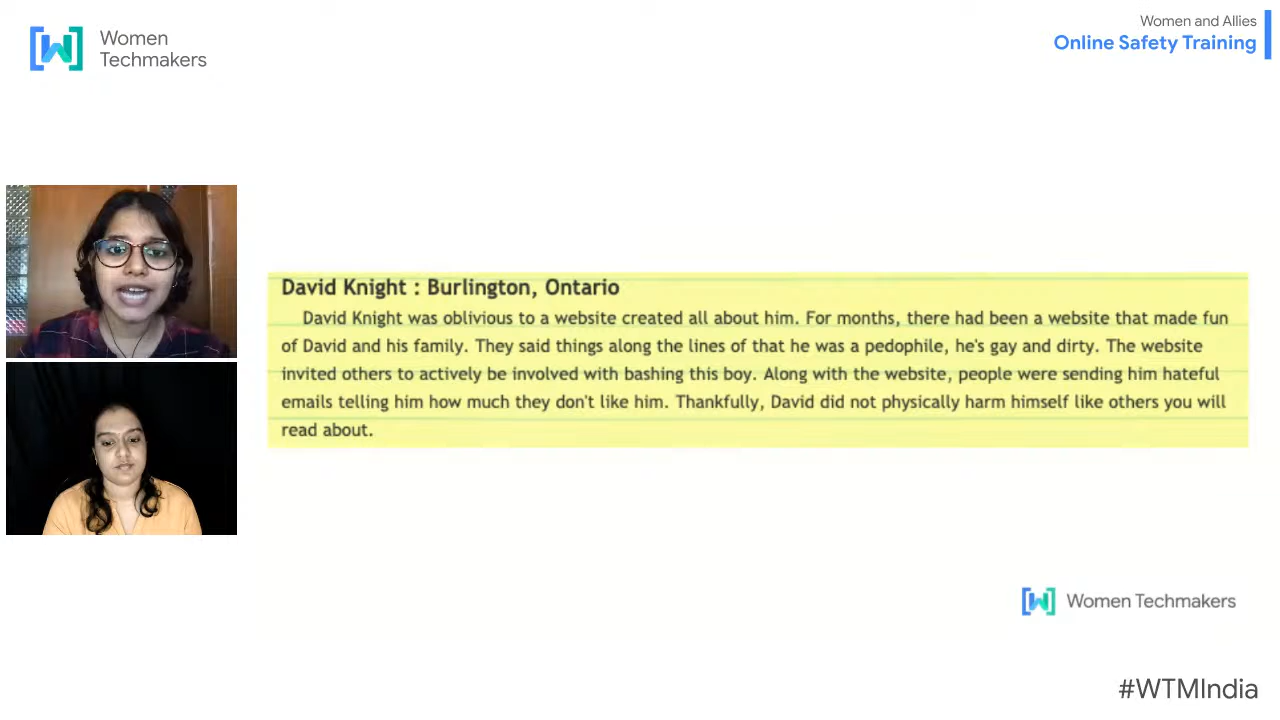 Women
Techmakers
Women and Allies
Online Safety Training
David Knight : Burlington, Ontario
David Knight was oblivious to a website created all about him. For months, there had been a website that made fun
of David and his family. They said things along the lines of that he was a pedophile, he's gay and dirty. The website
invited others to actively be involved with bashing this boy. Along with the website, people were sending him hateful
emails telling him how much they don't like him. Thankfully, David did not physically harm himself like others you will
read about.
Women Techmakers
#WTMIndia